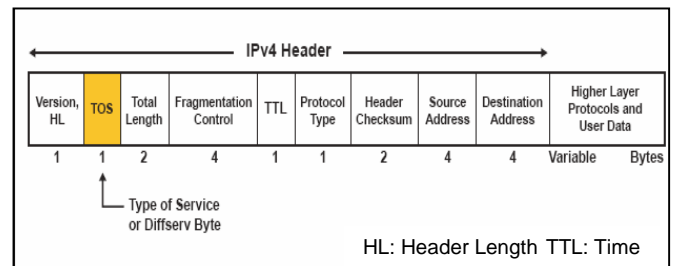 IPv4 Header
Version, HL
TOS
Total Length
Fragmentation Control
TTL
Protocol Type
Header Checksum
Source Address
Destination Address
Higher Layer Protocols and User Data
1 1 2 4 1 1 2 4 4 Variable Bytes
Type of Service
or Diffserv Byte
HL: Header Length TTL: Time